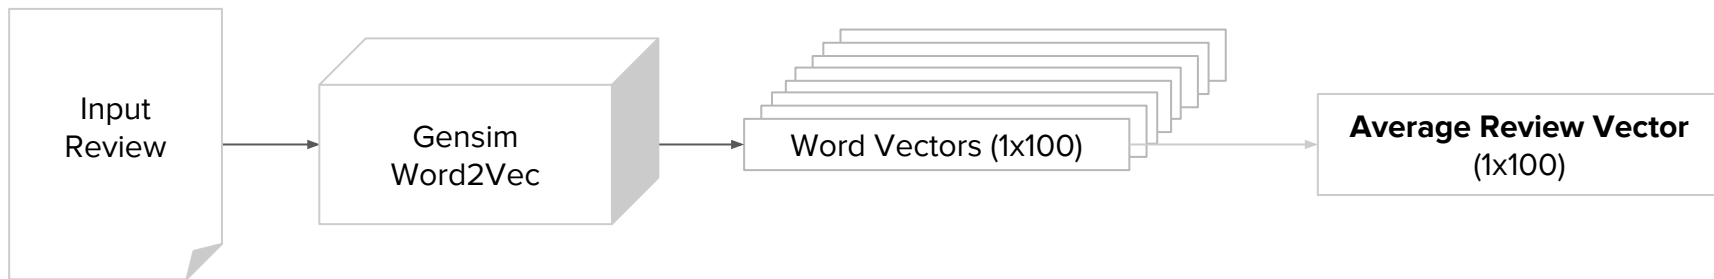 Input
Review
Gensim
Word2Vec
Word Vectors (1x100)
Average Review Vector
(1x100)